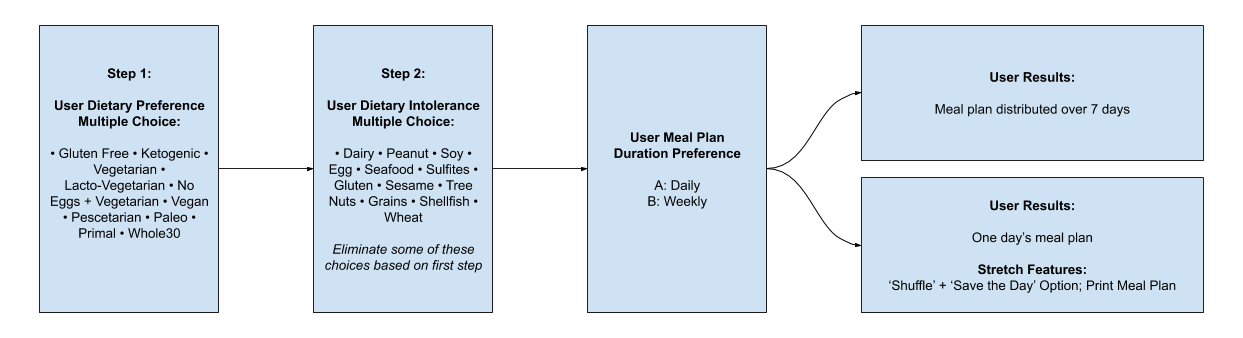 Step 1:
User Dietary Preference
Multiple Choice:
• Gluten Free • Ketogenic •
Vegetarian •
Lacto-Vegetarian • No
Eggs + Vegetarian • Vegan
• Pescetarian • Paleo •
Primal • Whole30
Step 2:
User Dietary Intolerance
Multiple Choice:
• Dairy • Peanut • Soy •
Egg • Seafood • Sulfites •
Gluten • Sesame • Tree
Nuts • Grains • Shellfish •
Wheat
Eliminate some of these
choices based on first step
User Meal Plan
Duration Preference
A: Daily
B: Weekly
User Results:
Meal plan distributed over 7 days
User Results:
One day’s meal plan
Stretch Features:
‘Shuffle’ + ‘Save the Day’ Option; Print Meal Plan